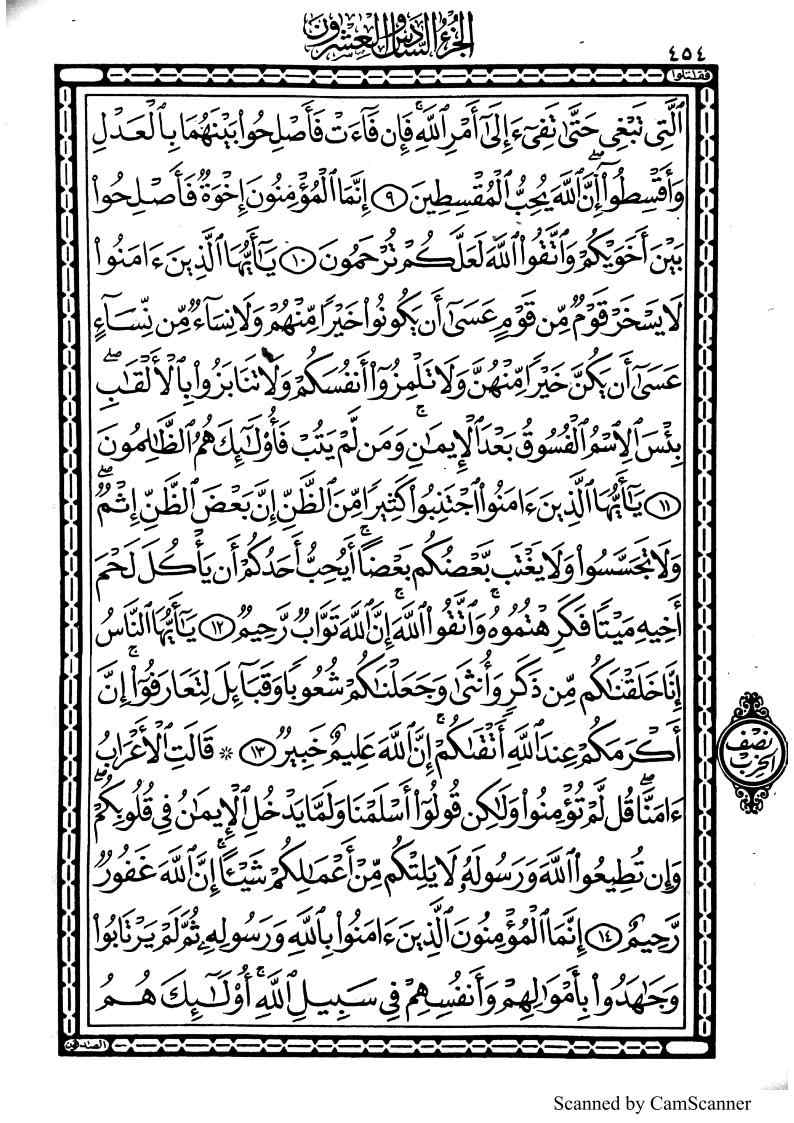 ٤٥٤
الجزء السادس والعشرون
فقٰتلوا
ٱلَّتِى تَبْغِى حَتَّىٰ تَفِىٓءَ إِلَىٰٓ أَمْرِ ٱللَّهِ ۚ فَإِن فَآءَتْ فَأَصْلِحُوا۟ بَيْنَهُمَا بِٱلْعَدْلِ
وَأَقْسِطُوٓا۟ ۖ إِنَّ ٱللَّهَ يُحِبُّ ٱلْمُقْسِطِينَ ٩ إِنَّمَا ٱلْمُؤْمِنُونَ إِخْوَةٌ فَأَصْلِحُوا۟
بَيْنَ أَخَوَيْكُمْ وَٱتَّقُوا۟ ٱللَّهَ لَعَلَّكُمْ تُرْحَمُونَ ١٠ يَٰٓأَيُّهَا ٱلَّذِينَ ءَامَنُوا۟
لَا يَسْخَرْ قَوْمٌ مِّن قَوْمٍ عَسَىٰٓ أَن يَكُونُوا۟ خَيْرًا مِّنْهُمْ وَلَا نِسَآءٌ مِّن نِّسَآءٍ
عَسَىٰٓ أَن يَكُنَّ خَيْرًا مِّنْهُنَّ وَلَا تَلْمِزُوٓا۟ أَنفُسَكُمْ وَلَا تَنَابَزُوا۟ بِٱلْأَلْقَٰبِ ۖ
بِئْسَ ٱلِٱسْمُ ٱلْفُسُوقُ بَعْدَ ٱلْإِيمَٰنِ ۚ وَمَن لَّمْ يَتُبْ فَأُو۟لَٰٓئِكَ هُمُ ٱلظَّٰلِمُونَ
١١ يَٰٓأَيُّهَا ٱلَّذِينَ ءَامَنُوا۟ ٱجْتَنِبُوا۟ كَثِيرًا مِّنَ ٱلظَّنِّ إِنَّ بَعْضَ ٱلظَّنِّ إِثْمٌ ۖ
وَلَا تَجَسَّسُوا۟ وَلَا يَغْتَب بَّعْضُكُم بَعْضًا ۚ أَيُحِبُّ أَحَدُكُمْ أَن يَأْكُلَ لَحْمَ
أَخِيهِ مَيْتًا فَكَرِهْتُمُوهُ ۚ وَٱتَّقُوا۟ ٱللَّهَ ۚ إِنَّ ٱللَّهَ تَوَّابٌ رَّحِيمٌ ١٢ يَٰٓأَيُّهَا ٱلنَّاسُ
إِنَّا خَلَقْنَٰكُم مِّن ذَكَرٍ وَأُنثَىٰ وَجَعَلْنَٰكُمْ شُعُوبًا وَقَبَآئِلَ لِتَعَارَفُوٓا۟ ۚ إِنَّ
أَكْرَمَكُمْ عِندَ ٱللَّهِ أَتْقَىٰكُمْ ۚ إِنَّ ٱللَّهَ عَلِيمٌ خَبِيرٌ ١٣ * قَالَتِ ٱلْأَعْرَابُ
ءَامَنَّا ۖ قُل لَّمْ تُؤْمِنُوا۟ وَلَٰكِن قُولُوٓا۟ أَسْلَمْنَا وَلَمَّا يَدْخُلِ ٱلْإِيمَٰنُ فِى قُلُوبِكُمْ ۖ
وَإِن تُطِيعُوا۟ ٱللَّهَ وَرَسُولَهُۥ لَا يَلِتْكُم مِّنْ أَعْمَٰلِكُمْ شَيْـًٔا ۚ إِنَّ ٱللَّهَ غَفُورٌ
رَّحِيمٌ ١٤ إِنَّمَا ٱلْمُؤْمِنُونَ ٱلَّذِينَ ءَامَنُوا۟ بِٱللَّهِ وَرَسُولِهِۦ ثُمَّ لَمْ يَرْتَابُوا۟
وَجَٰهَدُوا۟ بِأَمْوَٰلِهِمْ وَأَنفُسِهِمْ فِى سَبِيلِ ٱللَّهِ ۚ أُو۟لَٰٓئِكَ هُمُ
نصف
الحزب
الصٰدقون
Scanned by CamScanner